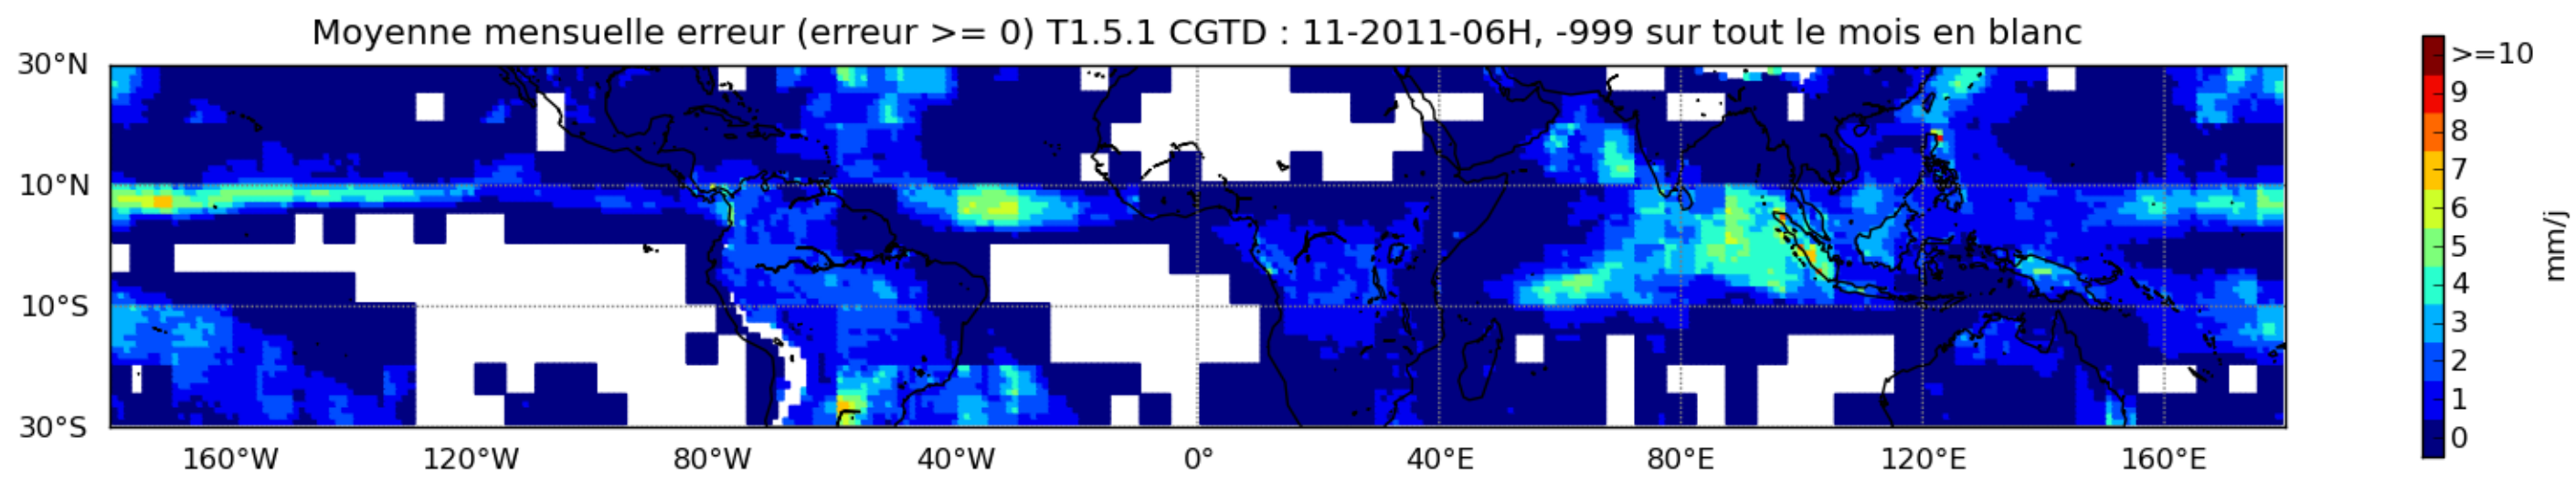 Moyenne mensuelle erreur (erreur >= 0) T1.5.1 CGTD : 11-2011-06H, -999 sur tout le mois en blanc
30°N
10°N
10°S
30°S
160°W 120°W 80°W 40°W 0° 40°E 80°E 120°E 160°E
>=10
9
8
7
6
5
4
3
2
1
0
mm/j